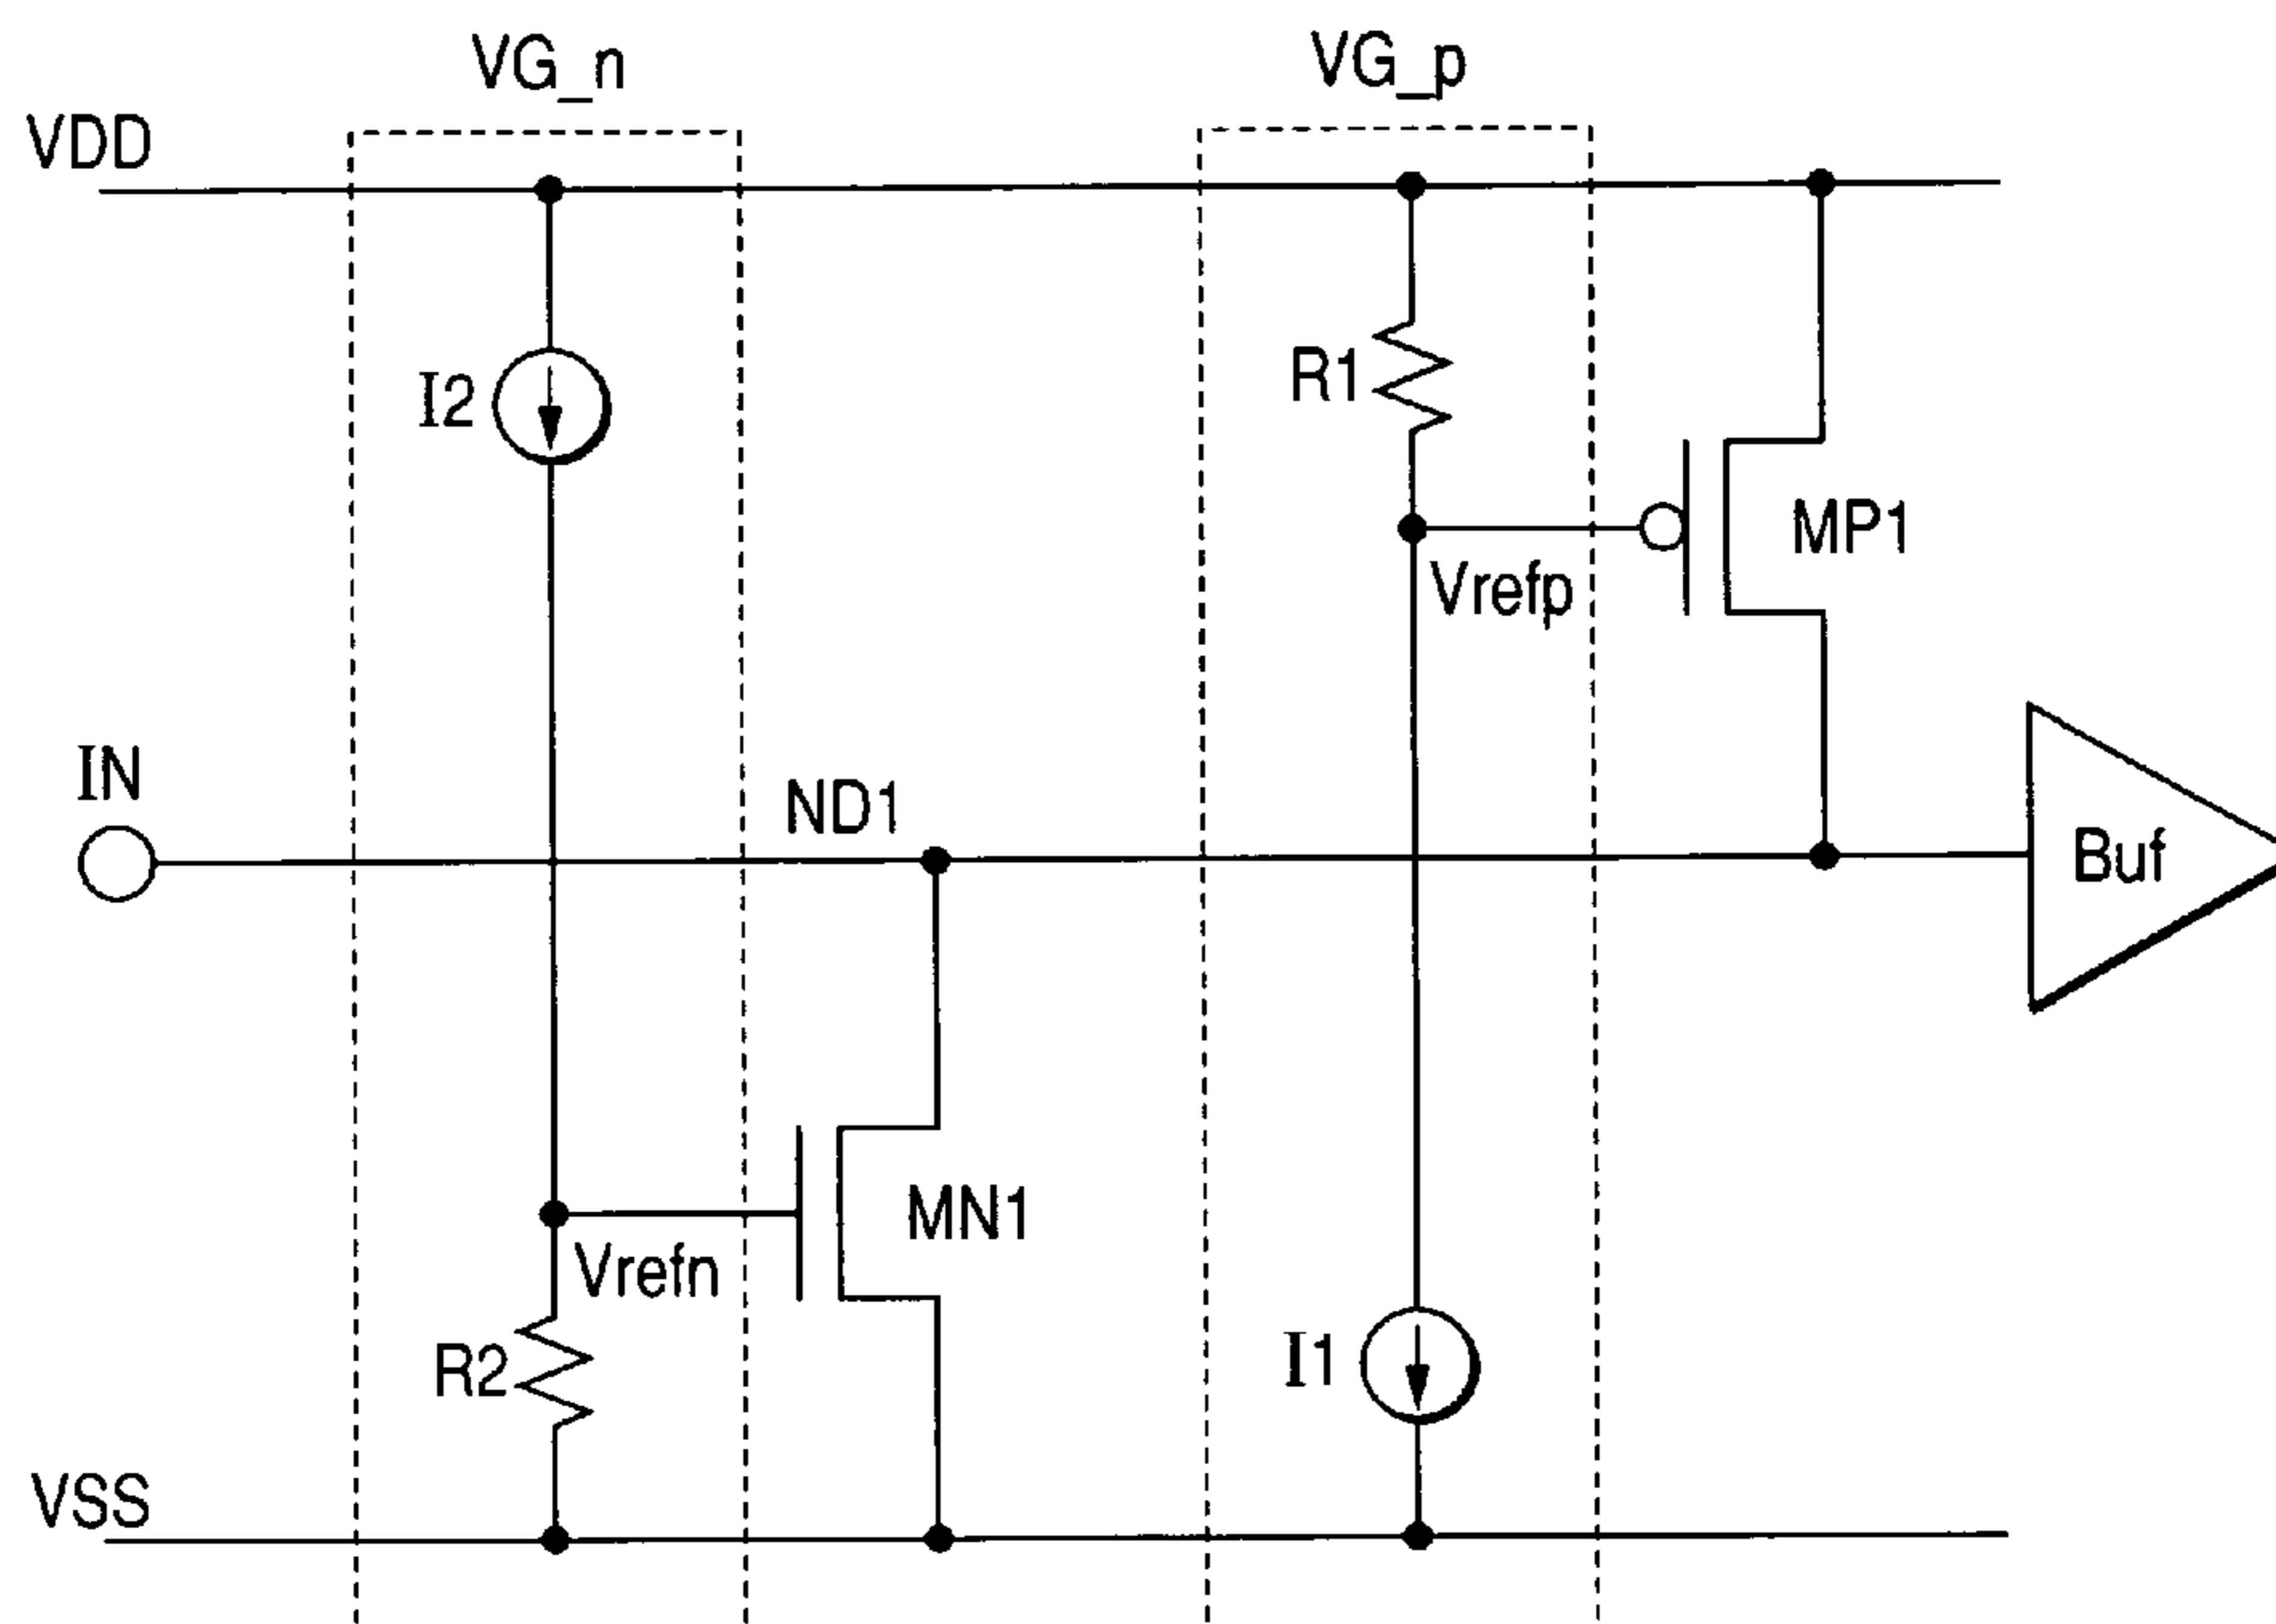 VG_n
VG_p
VDD
I2
R1
MP1
Vrefp
IN
ND1
Buf
MN1
Vrefn
R2
I1
VSS